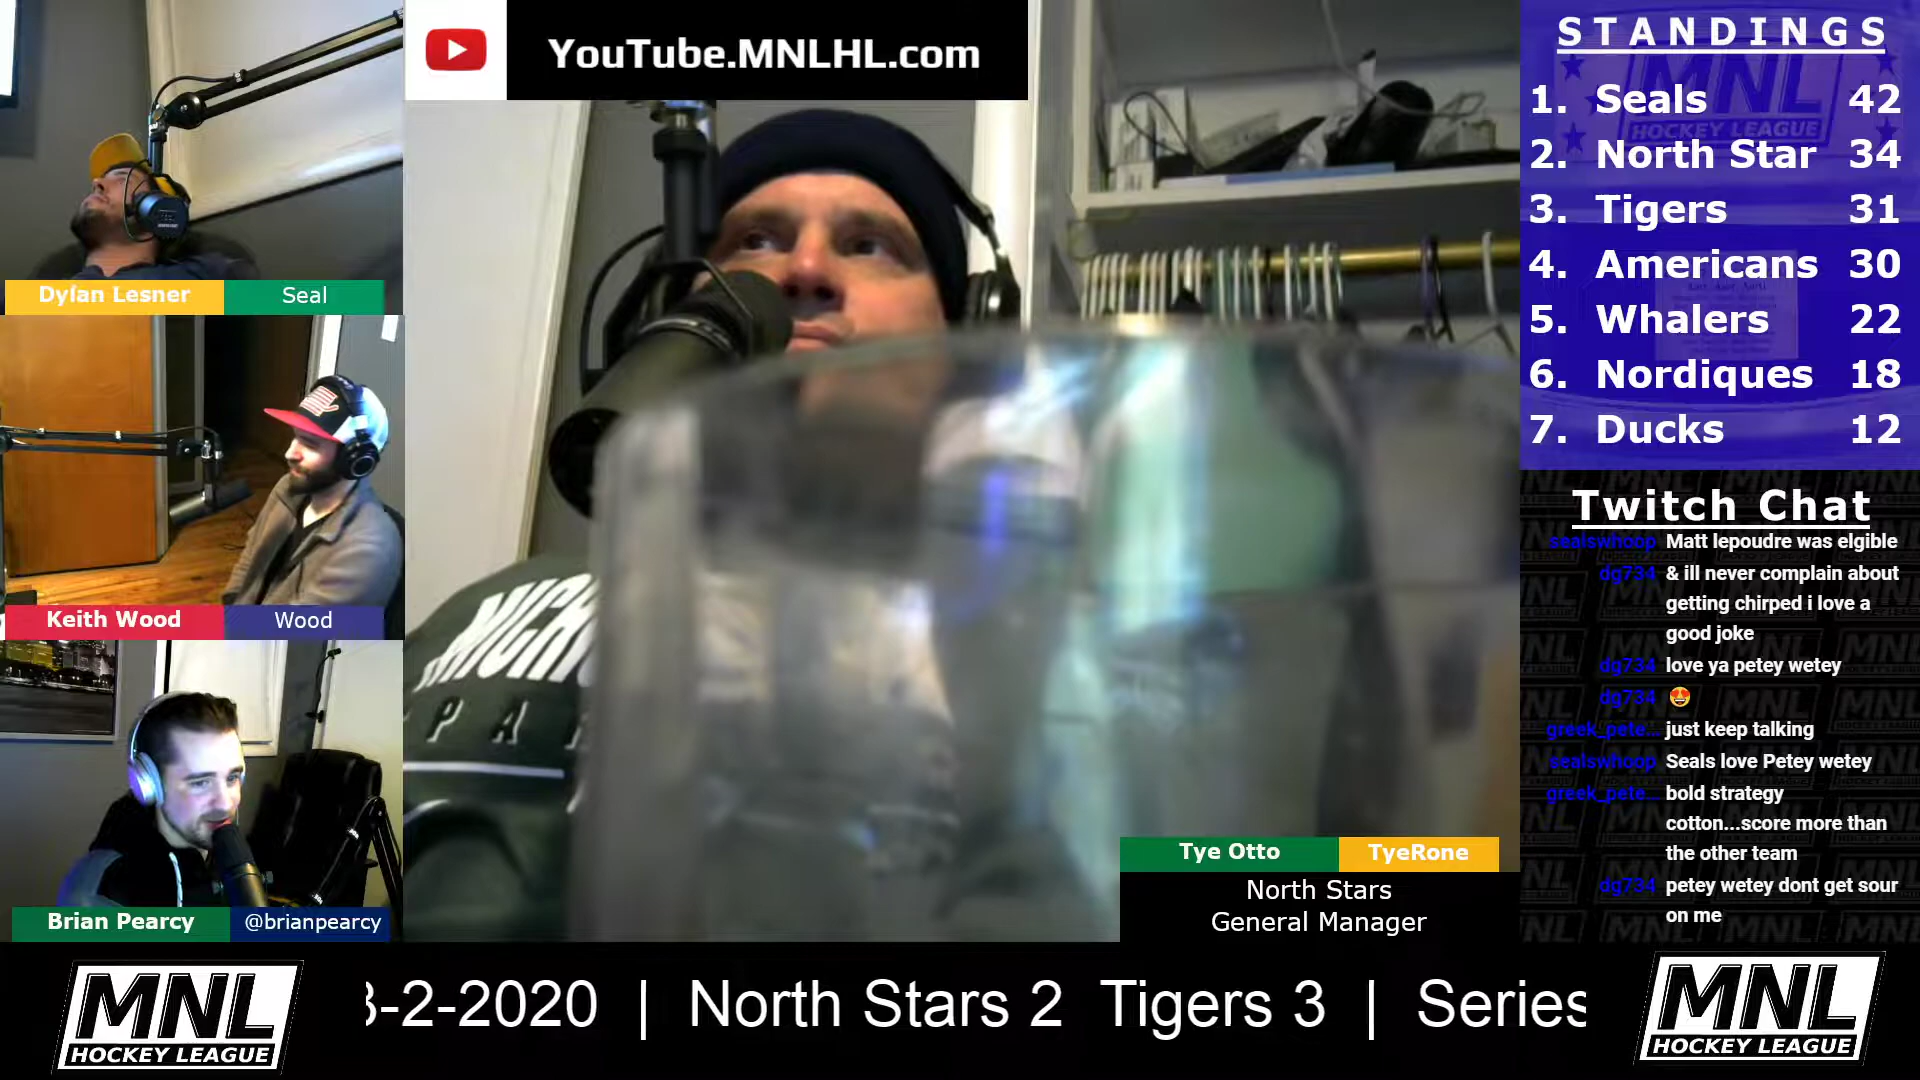 YouTube.MNLHL.com
Dylan Lesner
Seal
Keith Wood
Wood
Brian Pearcy
@brianpearcy
PA
Tye Otto
TyeRone
North Stars
General Manager
STANDINGS
1. Seals 42
2. North Star 34
3. Tigers 31
4. Americans 30
5. Whalers 22
6. Nordiques 18
7. Ducks 12
Twitch Chat
sealswhoop Matt lepoudre was elgible
dg734 & ill never complain about
getting chirped i love a
good joke
dg734 love ya petey wetey
dg734 😍
greek_pete... just keep talking
sealswhoop Seals love Petey wetey
greek_pete... bold strategy
cotton...score more than
the other team
dg734 petey wetey dont get sour
on me
MNL
HOCKEY LEAGUE
3-2-2020 | North Stars 2 Tigers 3 | Series
MNL
HOCKEY LEAGUE